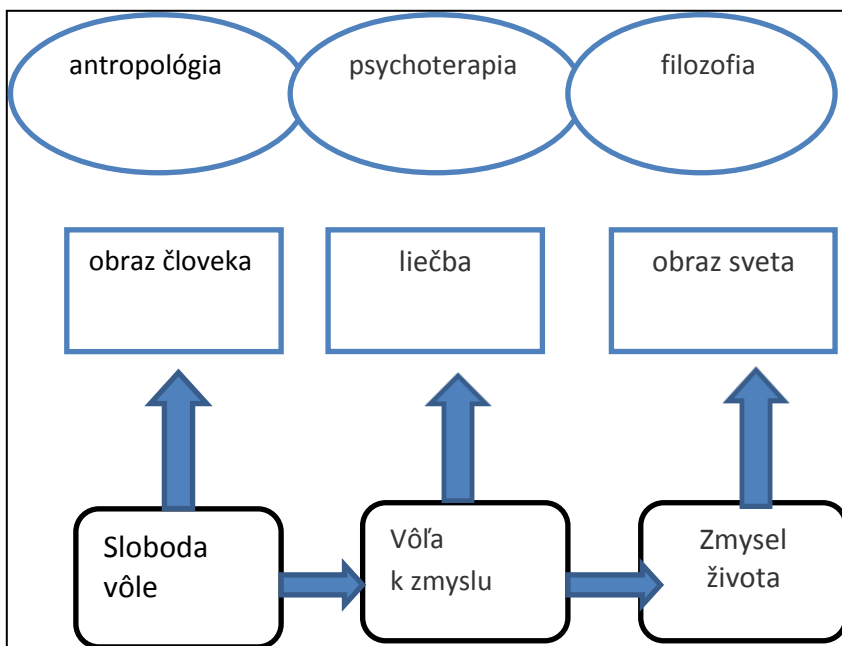 antropológia
psychoterapia
filozofia
obraz človeka
liečba
obraz sveta
Sloboda
vôle
Vôľa
k zmyslu
Zmysel
života